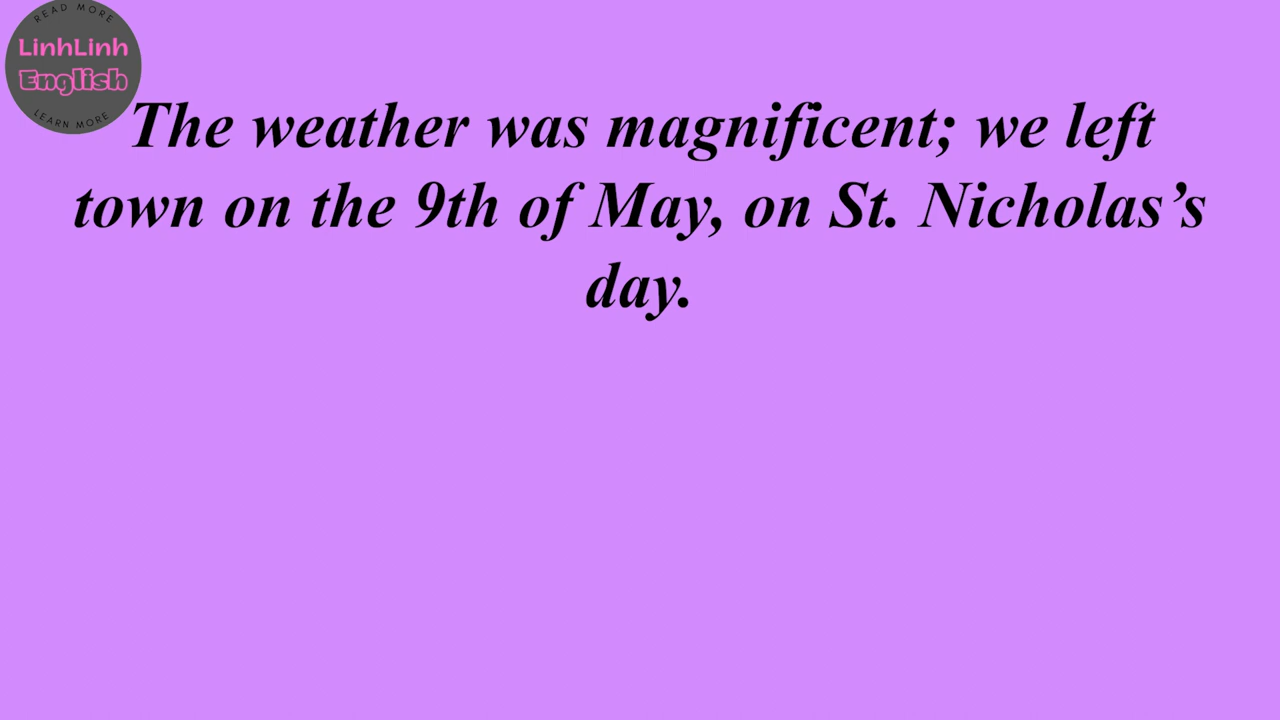 READ MORE
LinhLinh
English
LEARN MORE
The weather was magnificent; we left
town on the 9th of May, on St. Nicholas’s
day.